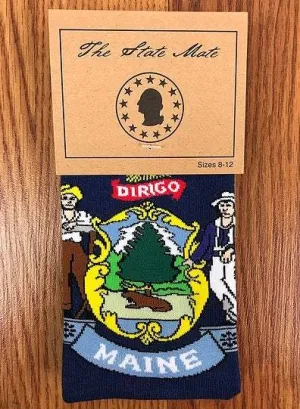 The State Mate
Sizes 8-12
DIRIGO
MAINE